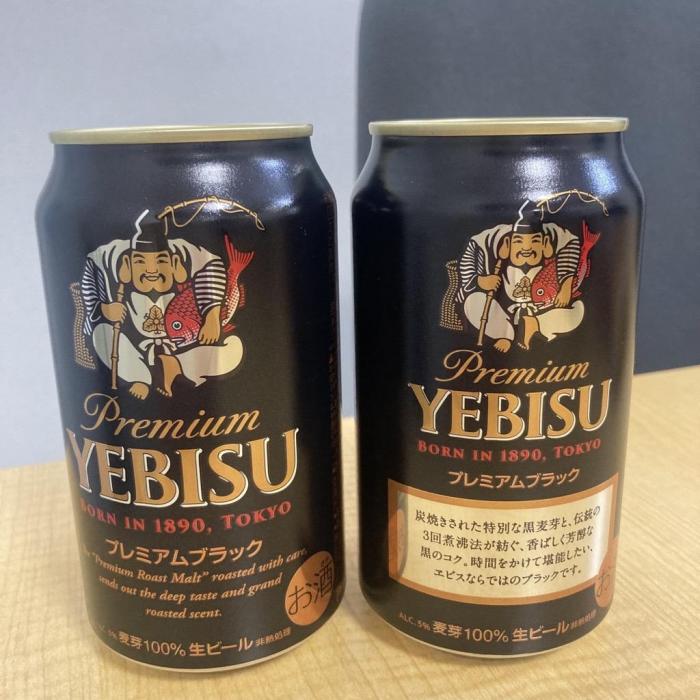 Premium
YEBISU
BORN IN 1890, TOKYO
プレミアムブラック
"Premium Roast Malt" roasted with care,
sends out the deep taste and grand
roasted scent.
お酒
ALC. 5% 麦芽100% 生ビール 非熱処理
Premium
YEBISU
BORN IN 1890, TOKYO
プレミアムブラック
炭焼きされた特別な黒麦芽と、伝統の
3回煮沸法が紡ぐ、香ばしく芳醇な
黒のコク。時間をかけて堪能したい、
ヱビスならではのブラックです。
お
ALC. 5% 麦芽100% 生ビール 非熱処理